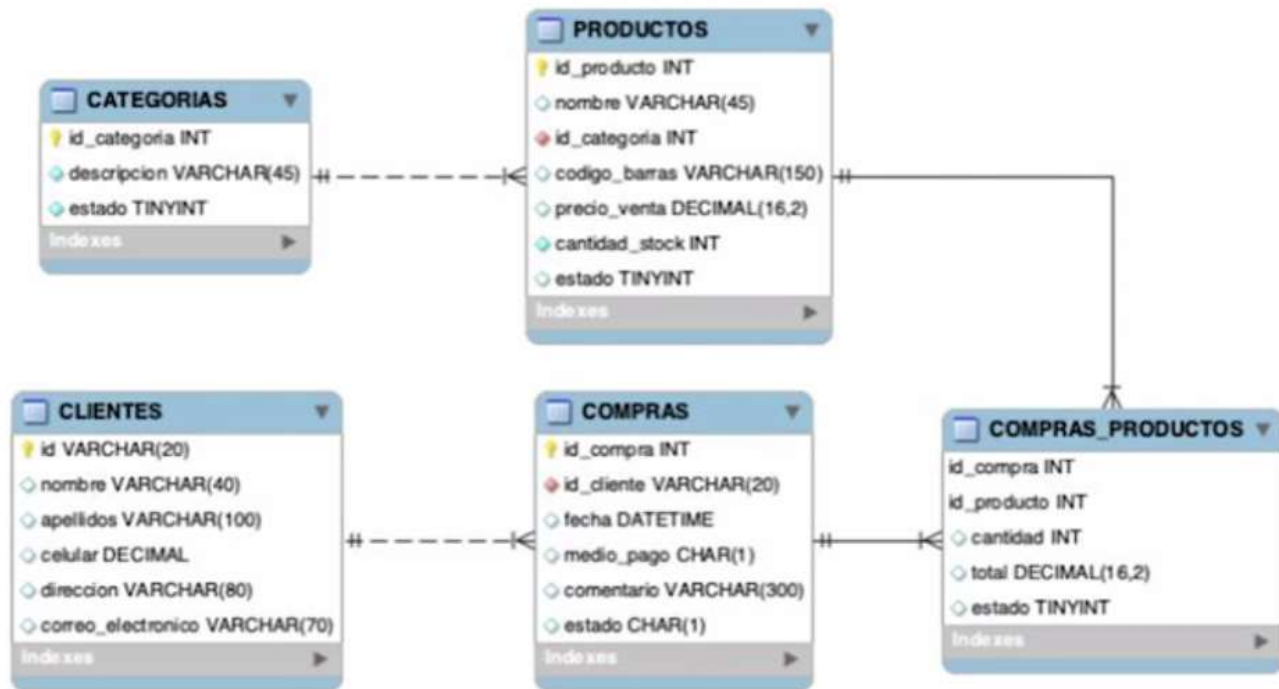 CATEGORIAS
id_categoria INT
descripcion VARCHAR(45)
estado TINYINT
Indexes
PRODUCTOS
id_producto INT
nombre VARCHAR(45)
id_categoria INT
codigo_barras VARCHAR(150)
precio_venta DECIMAL(16,2)
cantidad_stock INT
estado TINYINT
Indexes
CLIENTES
id VARCHAR(20)
nombre VARCHAR(40)
apellidos VARCHAR(100)
celular DECIMAL
direccion VARCHAR(80)
correo_electronico VARCHAR(70)
Indexes
COMPRAS
id_compra INT
id_cliente VARCHAR(20)
fecha DATETIME
medio_pago CHAR(1)
comentario VARCHAR(300)
estado CHAR(1)
Indexes
COMPRAS_PRODUCTOS
id_compra INT
id_producto INT
cantidad INT
total DECIMAL(16,2)
estado TINYINT
Indexes